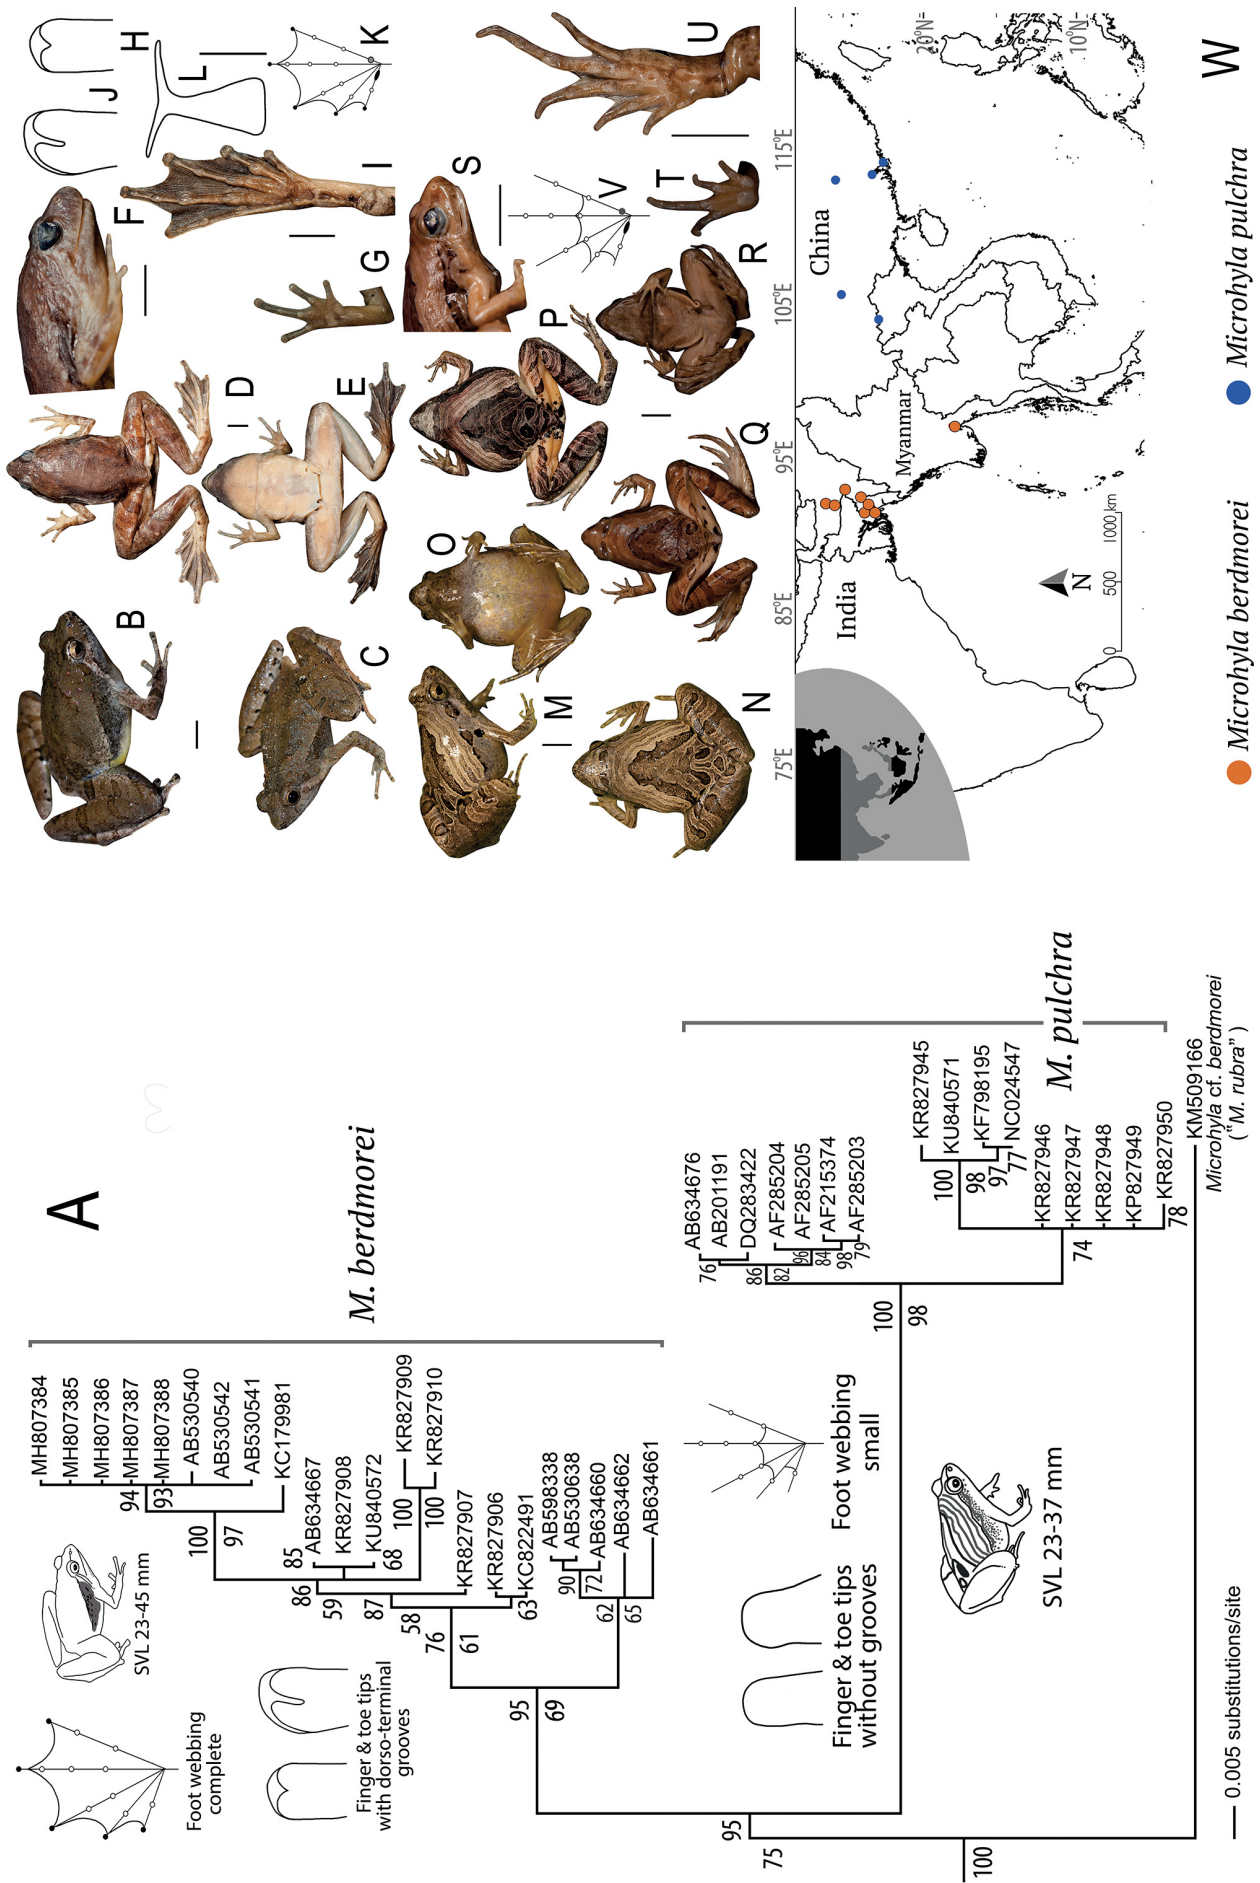 A
Foot webbing
complete
SVL 23-45 mm
Finger & toe tips
with dorso-terminal
grooves
MH807384
MH807385
MH807386
MH807387
MH807388
AB530540
AB530542
AB530541
KC179981
AB634667
KR827908
KU840572
KR827909
KR827910
KR827907
KR827906
KC822491
AB598338
AB530638
AB634660
AB634662
AB634661
94
93
100
97
85
86
59
68
100
100
87
58
76
61
63
90
72
62
65
95
69
M. berdmorei
Foot webbing
small
Finger & toe tips
without grooves
SVL 23-37 mm
AB634676
AB201191
DQ283422
AF285204
AF285205
AF215374
AF285203
KR827945
KU840571
KF798195
NC024547
KR827946
KR827947
KR827948
KP827949
KR827950
76
86
82
96
84
98
79
100
98
97
77
100
98
74
78
95
75
100
M. pulchra
KM509166
Microhyla cf. berdmorei
("M. rubra")
0.005 substitutions/site
B
C
D
E
F
G
H
I
J
K
L
M
N
O
P
Q
R
S
T
U
V
75°E
85°E
95°E
105°E
115°E
20°N
10°N
India
Myanmar
China
N
0
500
1000 km
W
Microhyla berdmorei
Microhyla pulchra